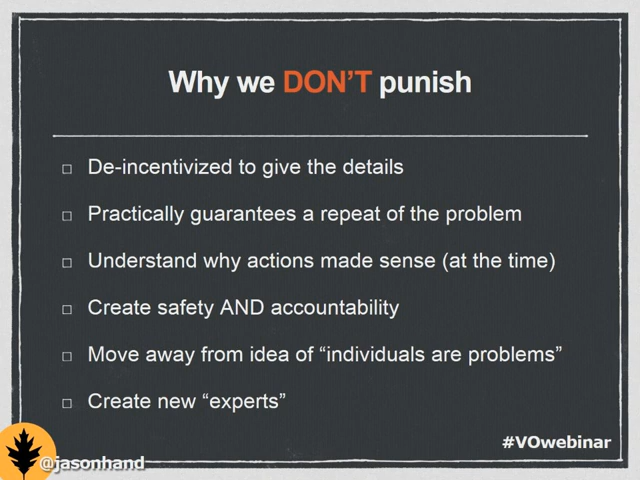 Why we DON'T punish
De-incentivized to give the details
Practically guarantees a repeat of the problem
Understand why actions made sense (at the time)
Create safety AND accountability
Move away from idea of “individuals are problems”
Create new “experts”
#VOwebinar
@jasonhand